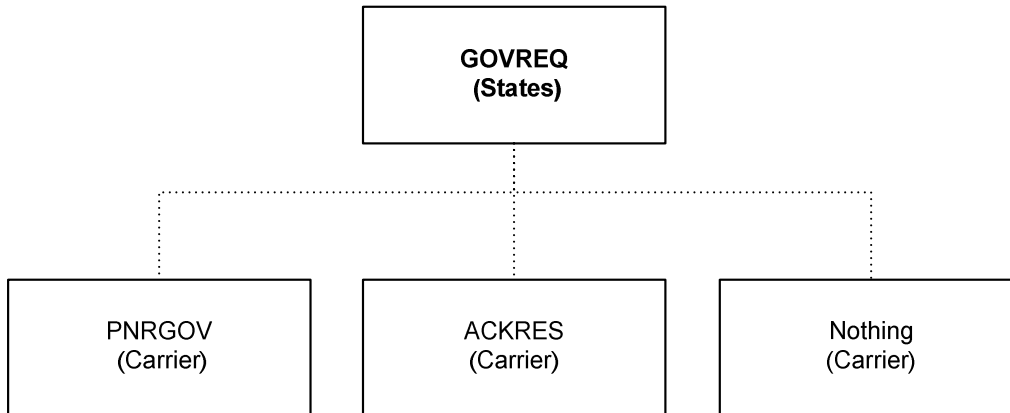 GOVREQ
(States)
PNRGOV
(Carrier)
ACKRES
(Carrier)
Nothing
(Carrier)